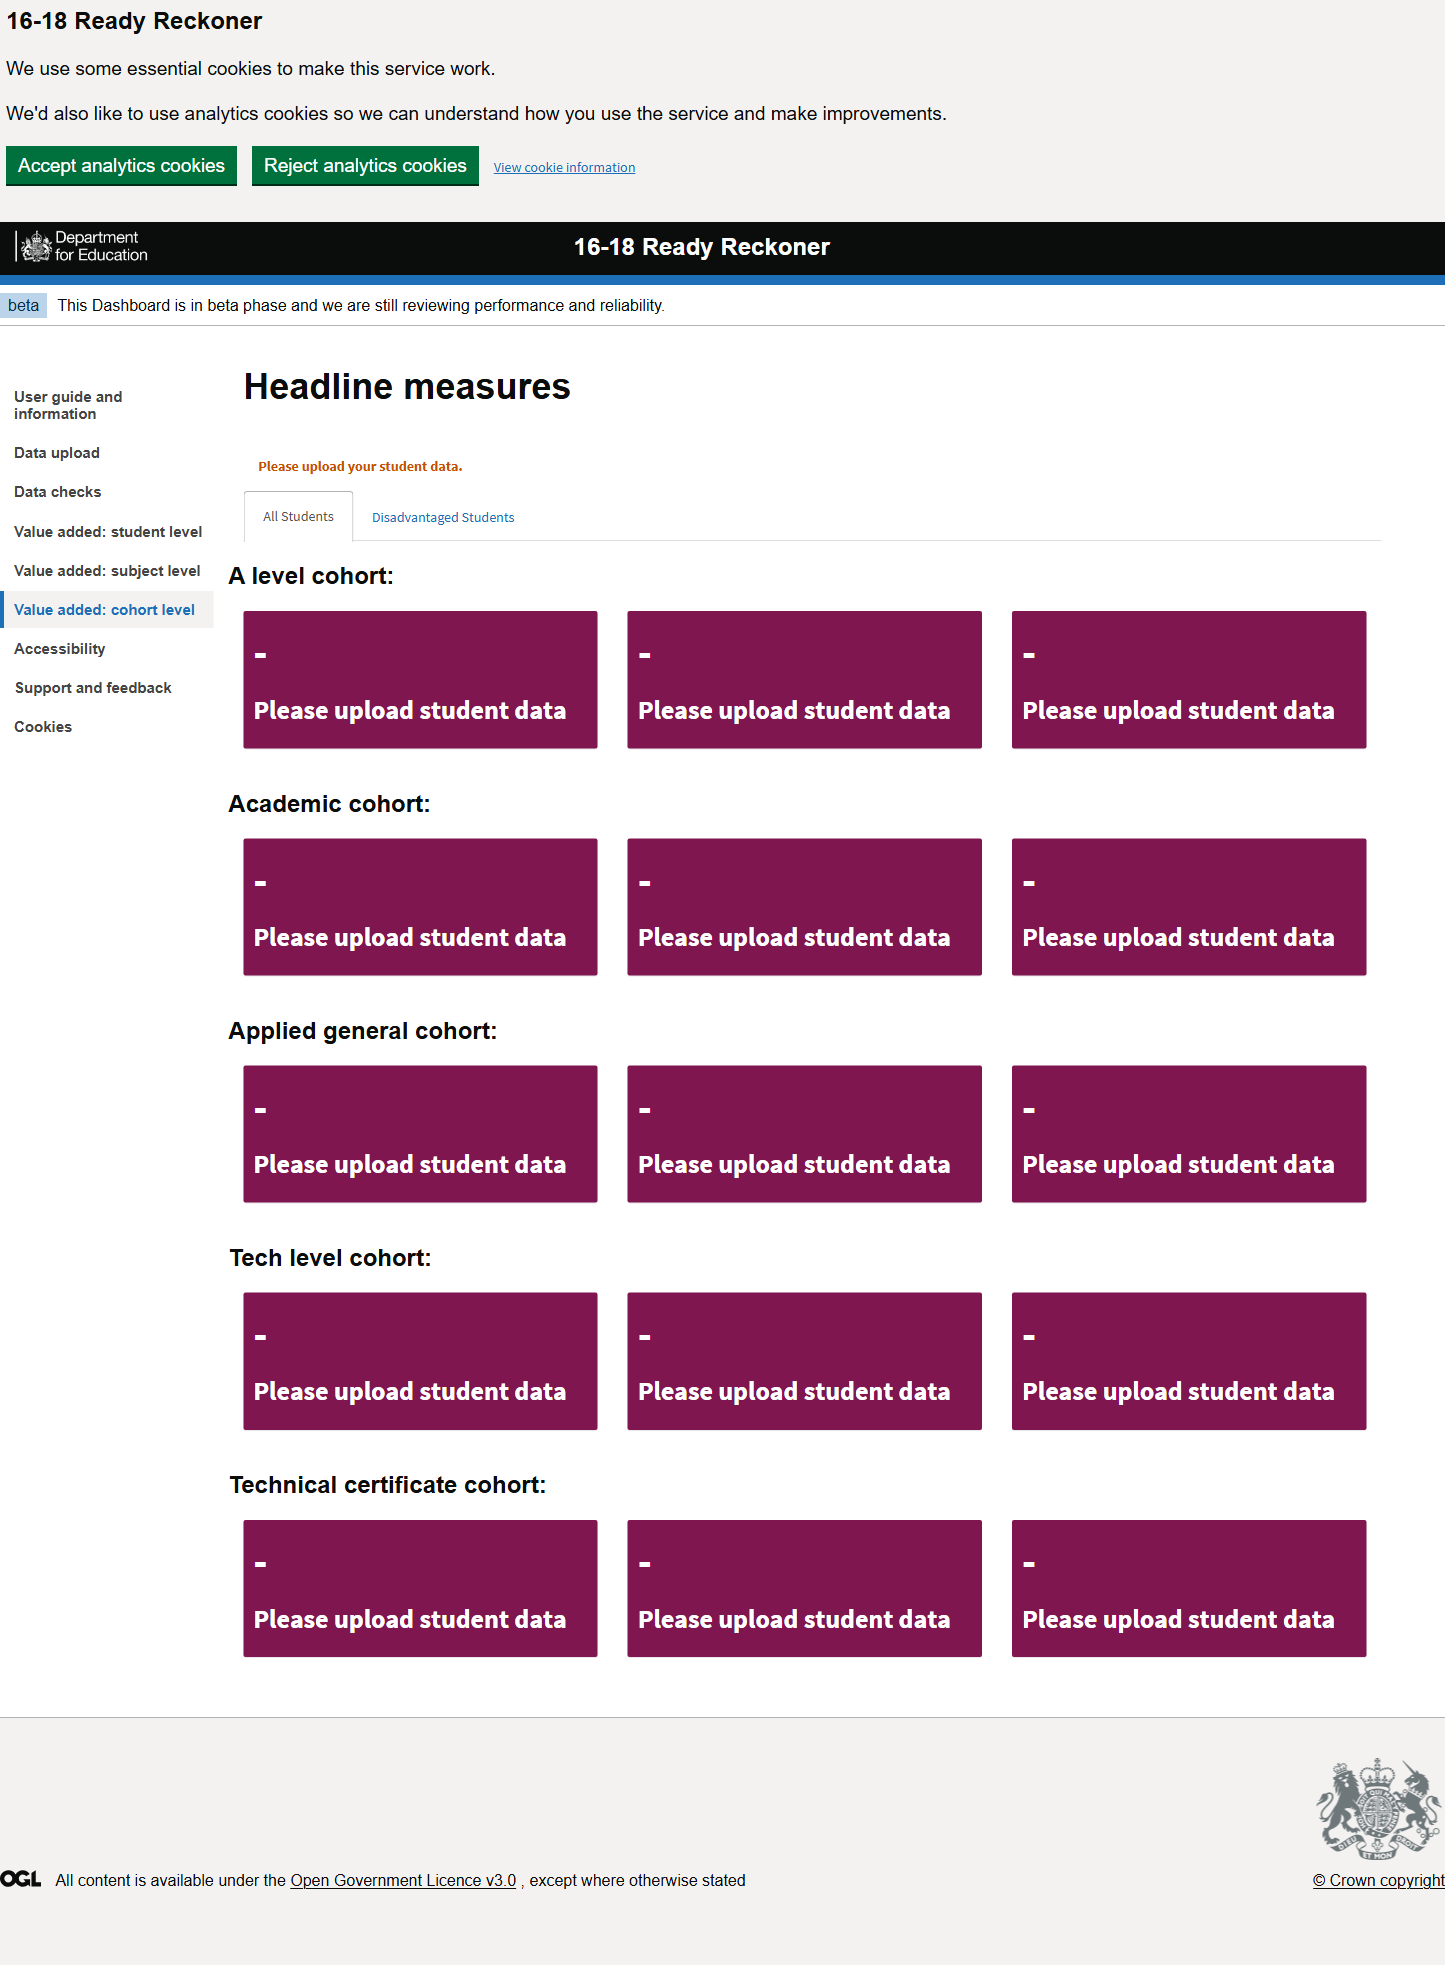 16-18 Ready Reckoner
We use some essential cookies to make this service work.
We'd also like to use analytics cookies so we can understand how you use the service and make improvements.
Accept analytics cookies Reject analytics cookies View cookie information
Department for Education
16-18 Ready Reckoner
beta This Dashboard is in beta phase and we are still reviewing performance and reliability.
User guide and
information
Data upload
Data checks
Value added: student level
Value added: subject level
Value added: cohort level
Accessibility
Support and feedback
Cookies
Headline measures
Please upload your student data.
All Students Disadvantaged Students
A level cohort:
- - -
Please upload student data Please upload student data Please upload student data
Academic cohort:
- - -
Please upload student data Please upload student data Please upload student data
Applied general cohort:
- - -
Please upload student data Please upload student data Please upload student data
Tech level cohort:
- - -
Please upload student data Please upload student data Please upload student data
Technical certificate cohort:
- - -
Please upload student data Please upload student data Please upload student data
OGL All content is available under the Open Government Licence v3.0 , except where otherwise stated
© Crown copyright